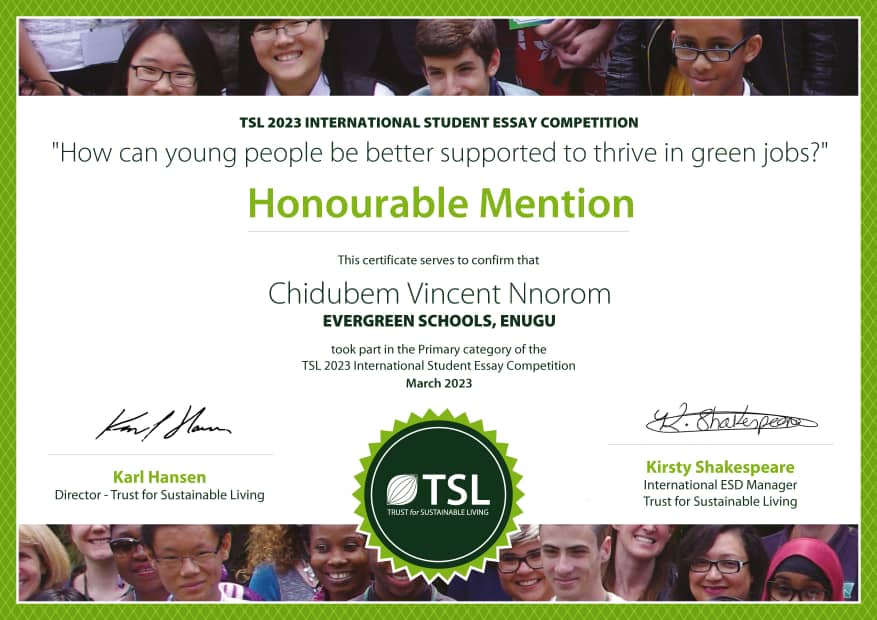 TSL 2023 INTERNATIONAL STUDENT ESSAY COMPETITION
"How can young people be better supported to thrive in green jobs?"
Honourable Mention
This certificate serves to confirm that
Chidubem Vincent Nnorom
EVERGREEN SCHOOLS, ENUGU
took part in the Primary category of the
TSL 2023 International Student Essay Competition
March 2023
Karl Hansen
Director - Trust for Sustainable Living
TSL
TRUST for SUSTAINABLE LIVING
K. Shakespeare
Kirsty Shakespeare
International ESD Manager
Trust for Sustainable Living